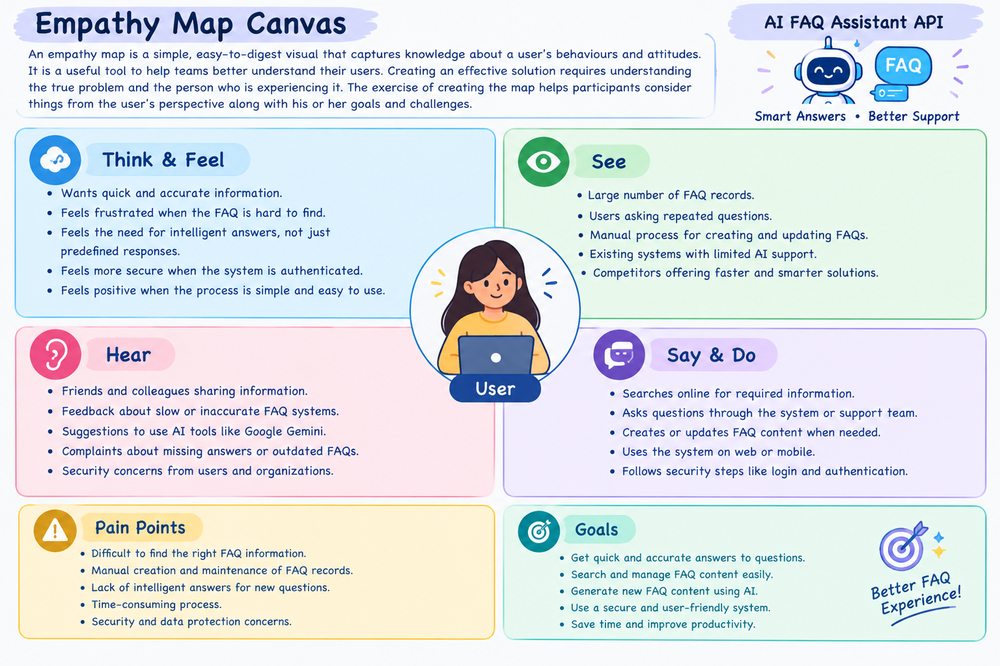 Empathy Map Canvas
An empathy map is a simple, easy-to-digest visual that captures knowledge about a user's behaviours and attitudes.
It is a useful tool to help teams better understand their users. Creating an effective solution requires understanding
the true problem and the person who is experiencing it. The exercise of creating the map helps participants consider
things from the user's perspective along with his or her goals and challenges.
AI FAQ Assistant API
FAQ
Smart Answers • Better Support
Think & Feel
• Wants quick and accurate information.
• Feels frustrated when the FAQ is hard to find.
• Feels the need for intelligent answers, not just
predefined responses.
• Feels more secure when the system is authenticated.
• Feels positive when the process is simple and easy to use.
See
• Large number of FAQ records.
• Users asking repeated questions.
• Manual process for creating and updating FAQs.
• Existing systems with limited AI support.
• Competitors offering faster and smarter solutions.
User
Hear
• Friends and colleagues sharing information.
• Feedback about slow or inaccurate FAQ systems.
• Suggestions to use AI tools like Google Gemini.
• Complaints about missing answers or outdated FAQs.
• Security concerns from users and organizations.
Say & Do
• Searches online for required information.
• Asks questions through the system or support team.
• Creates or updates FAQ content when needed.
• Uses the system on web or mobile.
• Follows security steps like login and authentication.
Pain Points
• Difficult to find the right FAQ information.
• Manual creation and maintenance of FAQ records.
• Lack of intelligent answers for new questions.
• Time-consuming process.
• Security and data protection concerns.
Goals
• Get quick and accurate answers to questions.
• Search and manage FAQ content easily.
• Generate new FAQ content using AI.
• Use a secure and user-friendly system.
• Save time and improve productivity.
Better FAQ
Experience!